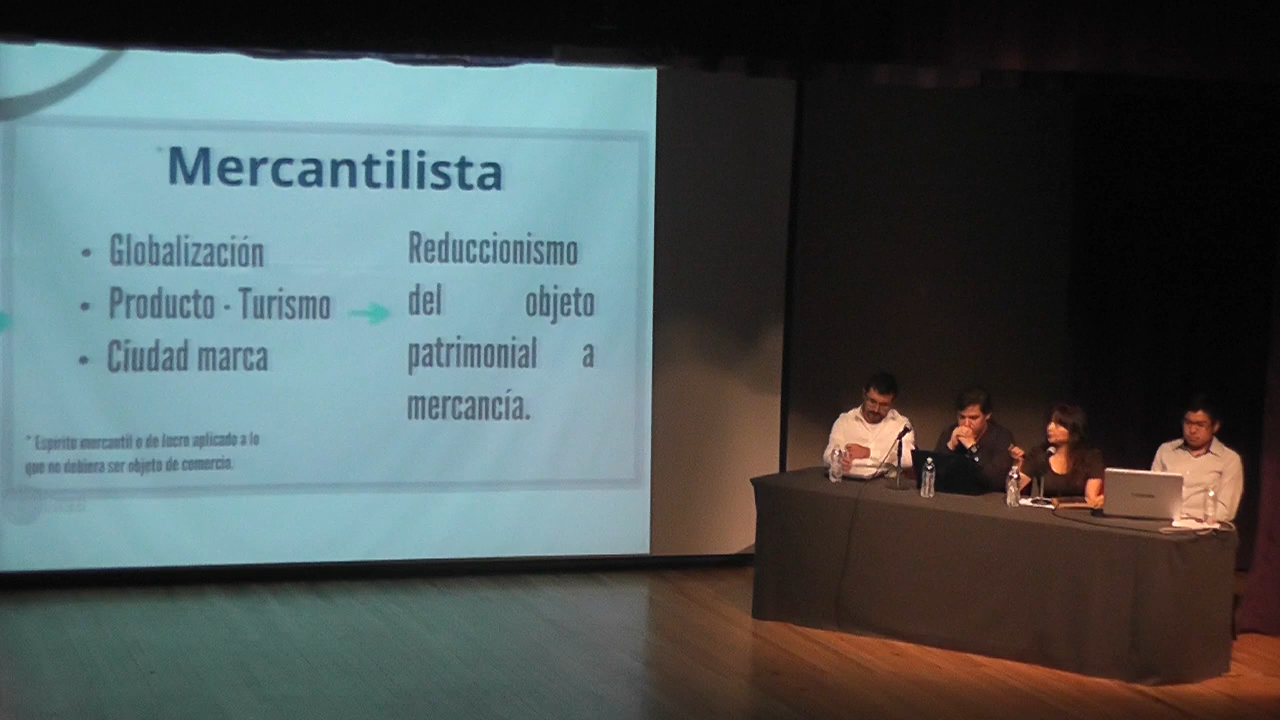 *Mercantilista
• Globalización
• Producto - Turismo
• Ciudad marca
Reduccionismo
del objeto
patrimonial a
mercancía.
* Espíritu mercantil o de lucro aplicado a lo
que no debiera ser objeto de comercio.